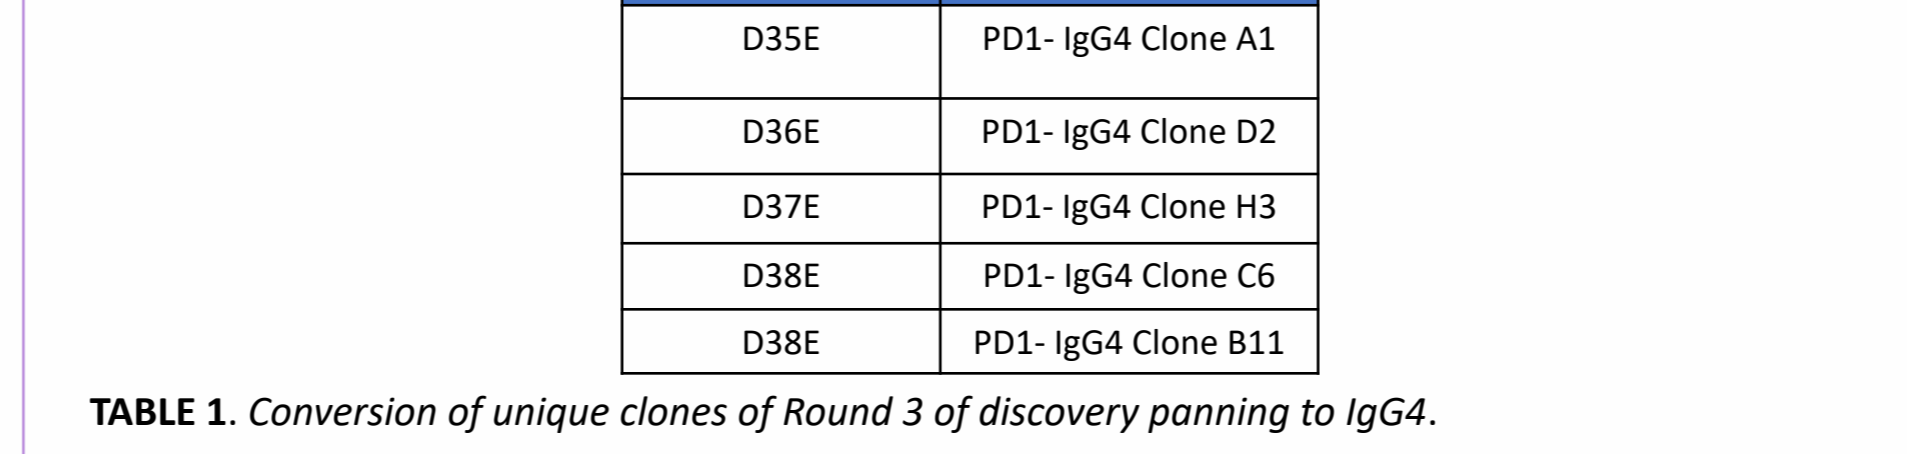 D35E PD1- IgG4 Clone A1
D36E PD1- IgG4 Clone D2
D37E PD1- IgG4 Clone H3
D38E PD1- IgG4 Clone C6
D38E PD1- IgG4 Clone B11
TABLE 1. Conversion of unique clones of Round 3 of discovery panning to IgG4.